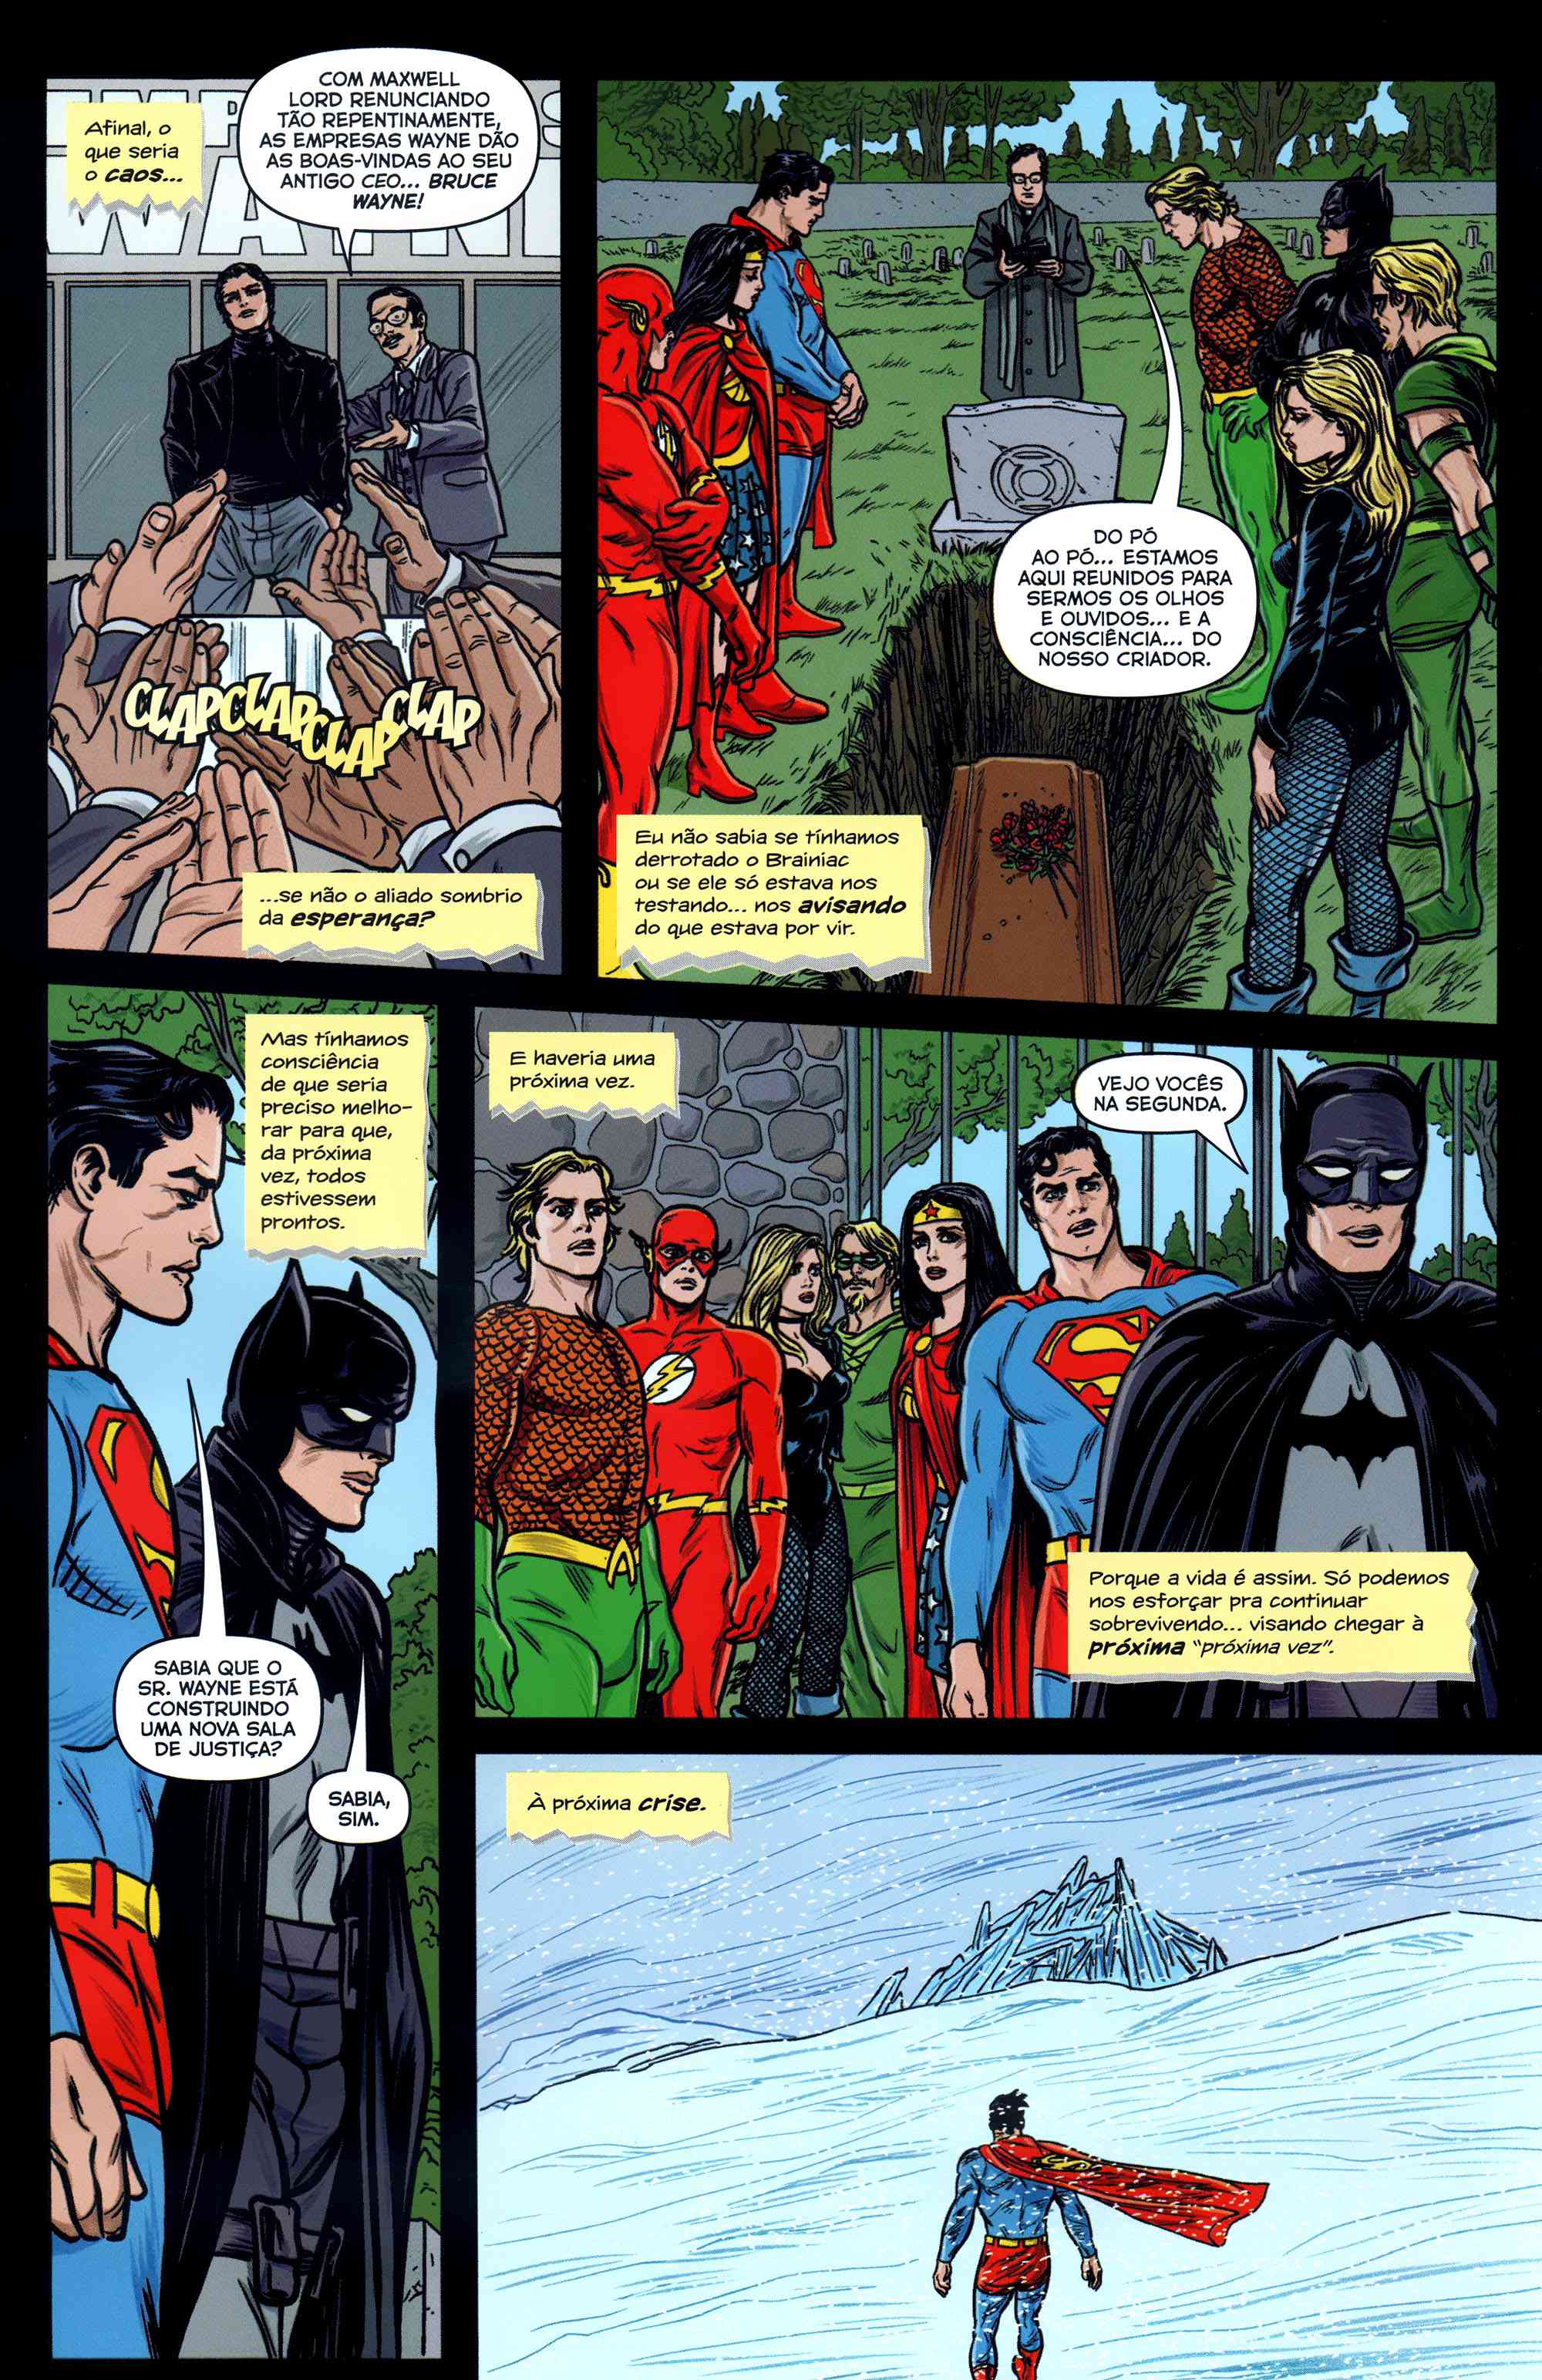 Afinal, o
que seria
o caos...
COM MAXWELL
LORD RENUNCIANDO
TÃO REPENTINAMENTE,
AS EMPRESAS WAYNE DÃO
AS BOAS-VINDAS AO SEU
ANTIGO CEO... BRUCE
WAYNE!
CLAP CLAP CLAP CLAP
...se não o aliado sombrio
da esperança?
DO PÓ
AO PÓ... ESTAMOS
AQUI REUNIDOS PARA
SERMOS OS OLHOS
E OUVIDOS... E A
CONSCIÊNCIA... DO
NOSSO CRIADOR.
Eu não sabia se tínhamos
derrotado o Brainiac
ou se ele só estava nos
testando... nos avisando
do que estava por vir.
Mas tínhamos
consciência
de que seria
preciso melho-
rar para que,
da próxima
vez, todos
estivessem
prontos.
SABIA QUE O
SR. WAYNE ESTÁ
CONSTRUINDO
UMA NOVA SALA
DE JUSTIÇA?
SABIA,
SIM.
E haveria uma
próxima vez.
VEJO VOCÊS
NA SEGUNDA.
Porque a vida é assim. Só podemos
nos esforçar pra continuar
sobrevivendo... visando chegar à
próxima "próxima vez".
À próxima crise.